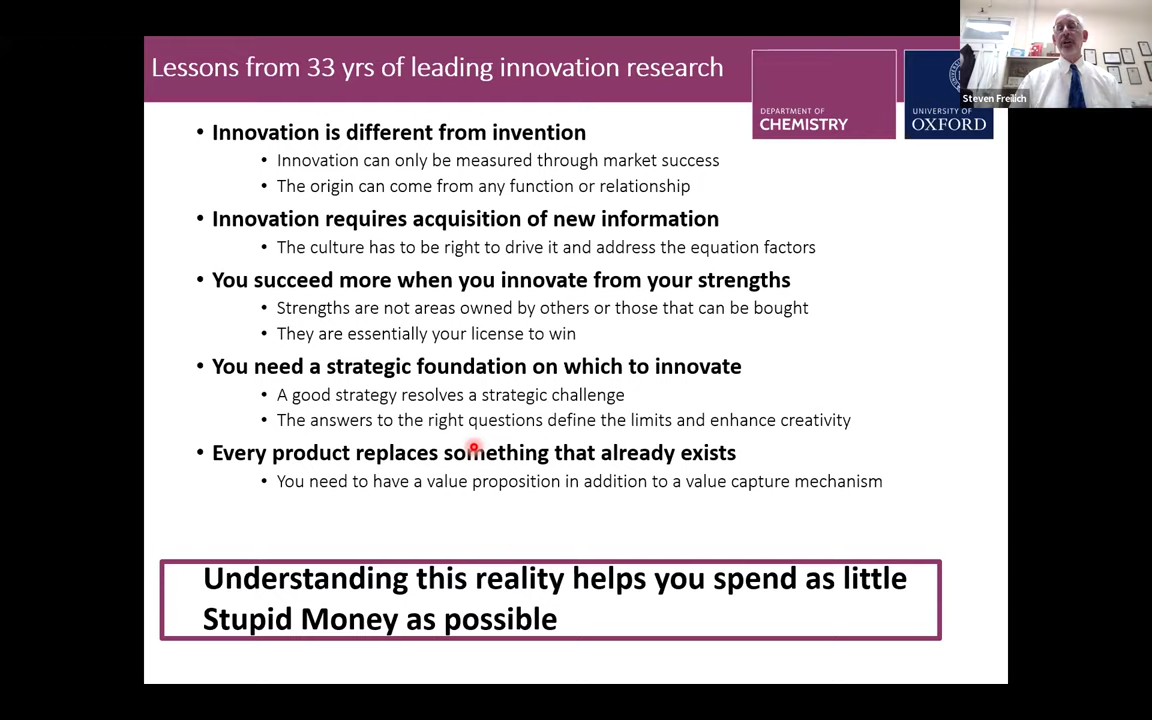 Lessons from 33 yrs of leading innovation research
DEPARTMENT OF
CHEMISTRY
UNIVERSITY OF
OXFORD
Steven Freilich
• Innovation is different from invention
• Innovation can only be measured through market success
• The origin can come from any function or relationship
• Innovation requires acquisition of new information
• The culture has to be right to drive it and address the equation factors
• You succeed more when you innovate from your strengths
• Strengths are not areas owned by others or those that can be bought
• They are essentially your license to win
• You need a strategic foundation on which to innovate
• A good strategy resolves a strategic challenge
• The answers to the right questions define the limits and enhance creativity
• Every product replaces something that already exists
• You need to have a value proposition in addition to a value capture mechanism
Understanding this reality helps you spend as little
Stupid Money as possible